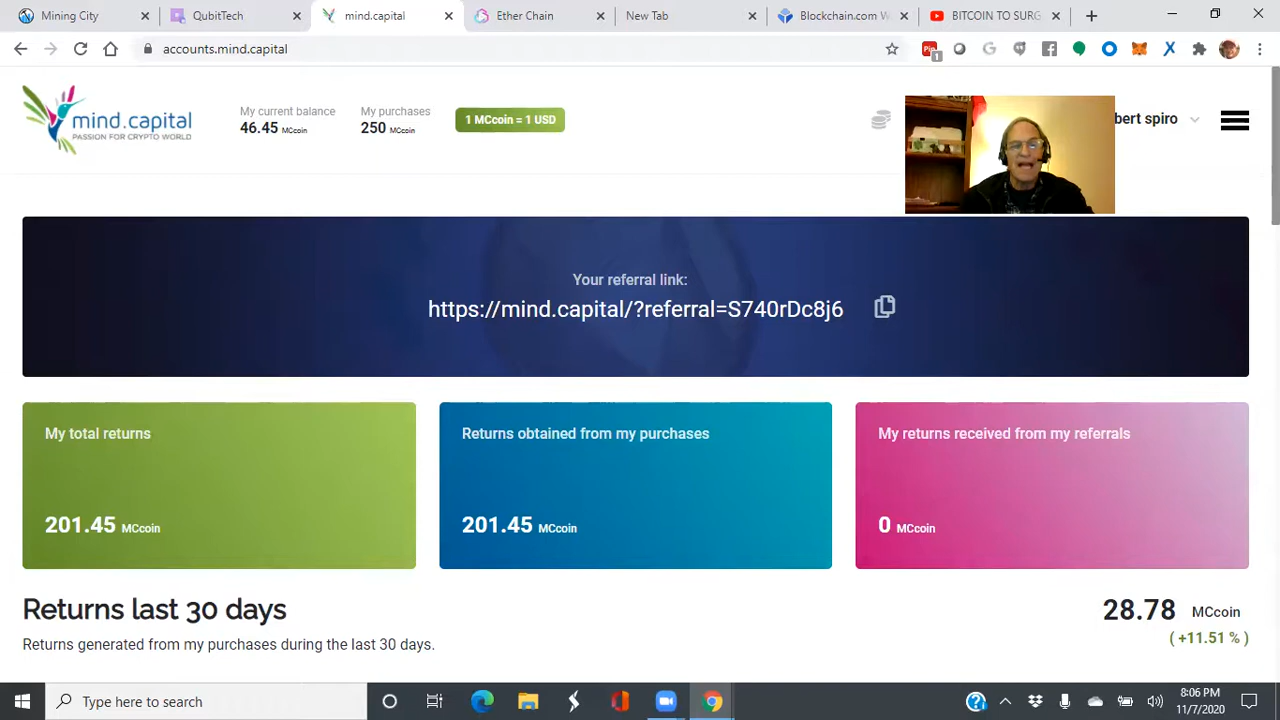 Mining City
QubitTech
mind.capital
Ether Chain
New Tab
Blockchain.com W
BITCOIN TO SURG
accounts.mind.capital
1
mind.capital
PASSION FOR CRYPTO WORLD
My current balance
46.45 MCcoin
My purchases
250 MCcoin
1 MCcoin = 1 USD
bert spiro
Your referral link:
https://mind.capital/?referral=S740rDc8j6
My total returns
201.45 MCcoin
Returns obtained from my purchases
201.45 MCcoin
My returns received from my referrals
0 MCcoin
Returns last 30 days
28.78 MCcoin
Returns generated from my purchases during the last 30 days.
( +11.51 % )
Type here to search
8:06 PM
11/7/2020